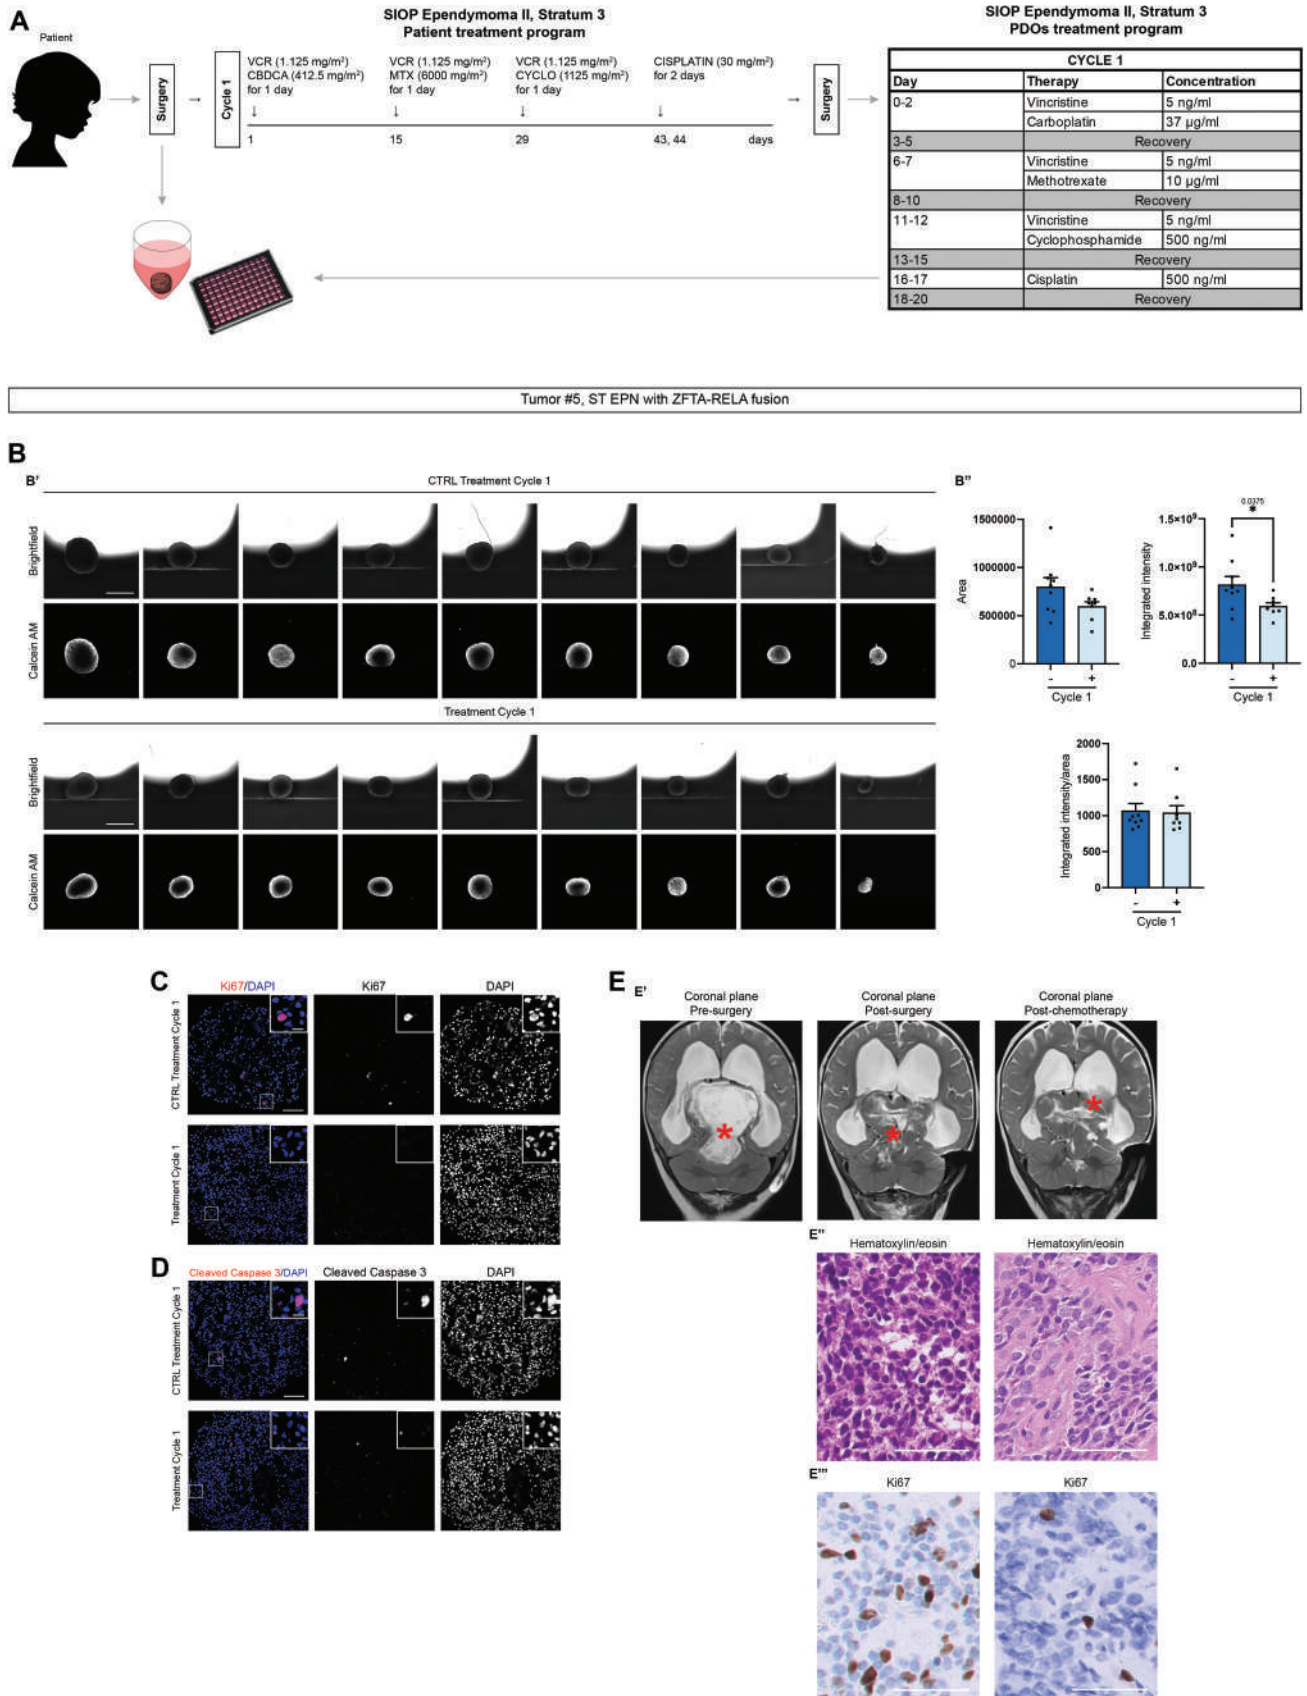 A
SIOP Ependymoma II, Stratum 3
Patient treatment program
Patient
Surgery
Cycle 1
VCR (1.125 mg/m²)
CBDCA (412.5 mg/m²)
for 1 day
VCR (1.125 mg/m²)
MTX (6000 mg/m²)
for 1 day
VCR (1.125 mg/m²)
CYCLO (1125 mg/m²)
for 1 day
CISPLATIN (30 mg/m²)
for 2 days
1
15
29
43, 44
days
Surgery
SIOP Ependymoma II, Stratum 3
PDOs treatment program
CYCLE 1
Day Therapy Concentration
0-2 Vincristine 5 ng/ml
Carboplatin 37 µg/ml
3-5 Recovery
6-7 Vincristine 5 ng/ml
Methotrexate 10 µg/ml
8-10 Recovery
11-12 Vincristine 5 ng/ml
Cyclophosphamide 500 ng/ml
13-15 Recovery
16-17 Cisplatin 500 ng/ml
18-20 Recovery
Tumor #5, ST EPN with ZFTA-RELA fusion
B
B'
CTRL Treatment Cycle 1
Brightfield
Calcein AM
Treatment Cycle 1
Brightfield
Calcein AM
B"
Area
1500000
1000000
500000
0
- +
Cycle 1
Integrated intensity
1.5×10⁹
1.0×10⁹
5.0×10⁸
0.0
0.0375
*
- +
Cycle 1
Integrated intensity/area
2000
1500
1000
500
0
- +
Cycle 1
C
Ki67/DAPI
Ki67
DAPI
CTRL Treatment Cycle 1
Treatment Cycle 1
D
Cleaved Caspase 3/DAPI
Cleaved Caspase 3
DAPI
CTRL Treatment Cycle 1
Treatment Cycle 1
E
E'
Coronal plane
Pre-surgery
Coronal plane
Post-surgery
Coronal plane
Post-chemotherapy
*
*
*
E"
Hematoxylin/eosin
Hematoxylin/eosin
E'''
Ki67
Ki67